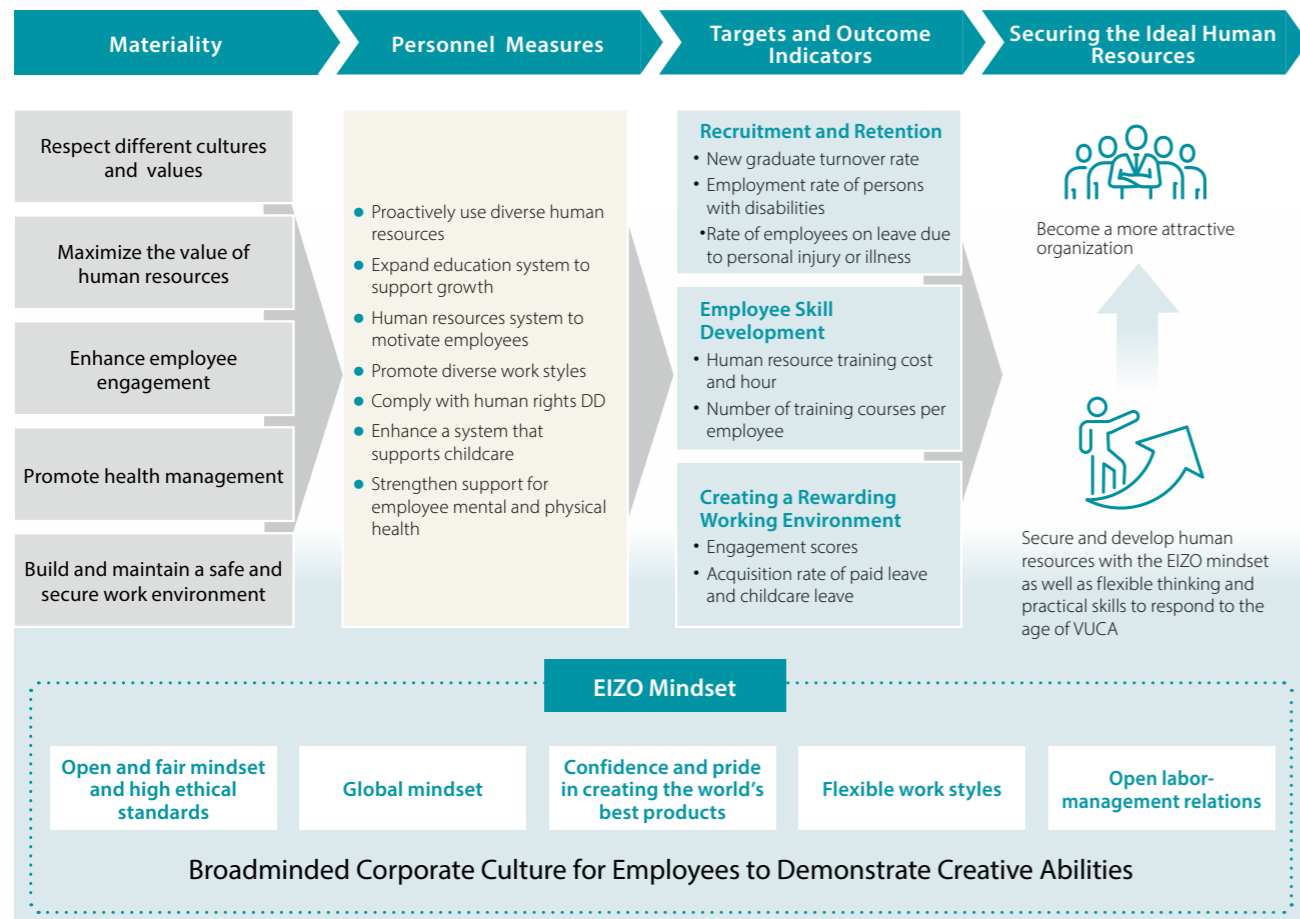 Materiality
Personnel Measures
Targets and Outcome
Indicators
Securing the Ideal Human
Resources
Respect different cultures
and values
Maximize the value of
human resources
Enhance employee
engagement
Promote health management
Build and maintain a safe and
secure work environment
● Proactively use diverse human
resources
● Expand education system to
support growth
● Human resources system to
motivate employees
● Promote diverse work styles
● Comply with human rights DD
● Enhance a system that
supports childcare
● Strengthen support for
employee mental and physical
health
Recruitment and Retention
• New graduate turnover rate
• Employment rate of persons
with disabilities
•Rate of employees on leave due
to personal injury or illness
Employee Skill
Development
• Human resource training cost
and hour
• Number of training courses per
employee
Creating a Rewarding
Working Environment
• Engagement scores
• Acquisition rate of paid leave
and childcare leave
Become a more attractive
organization
Secure and develop human
resources with the EIZO mindset
as well as flexible thinking and
practical skills to respond to the
age of VUCA
EIZO Mindset
Open and fair mindset
and high ethical
standards
Global mindset
Confidence and pride
in creating the world's
best products
Flexible work styles
Open labor-
management relations
Broadminded Corporate Culture for Employees to Demonstrate Creative Abilities